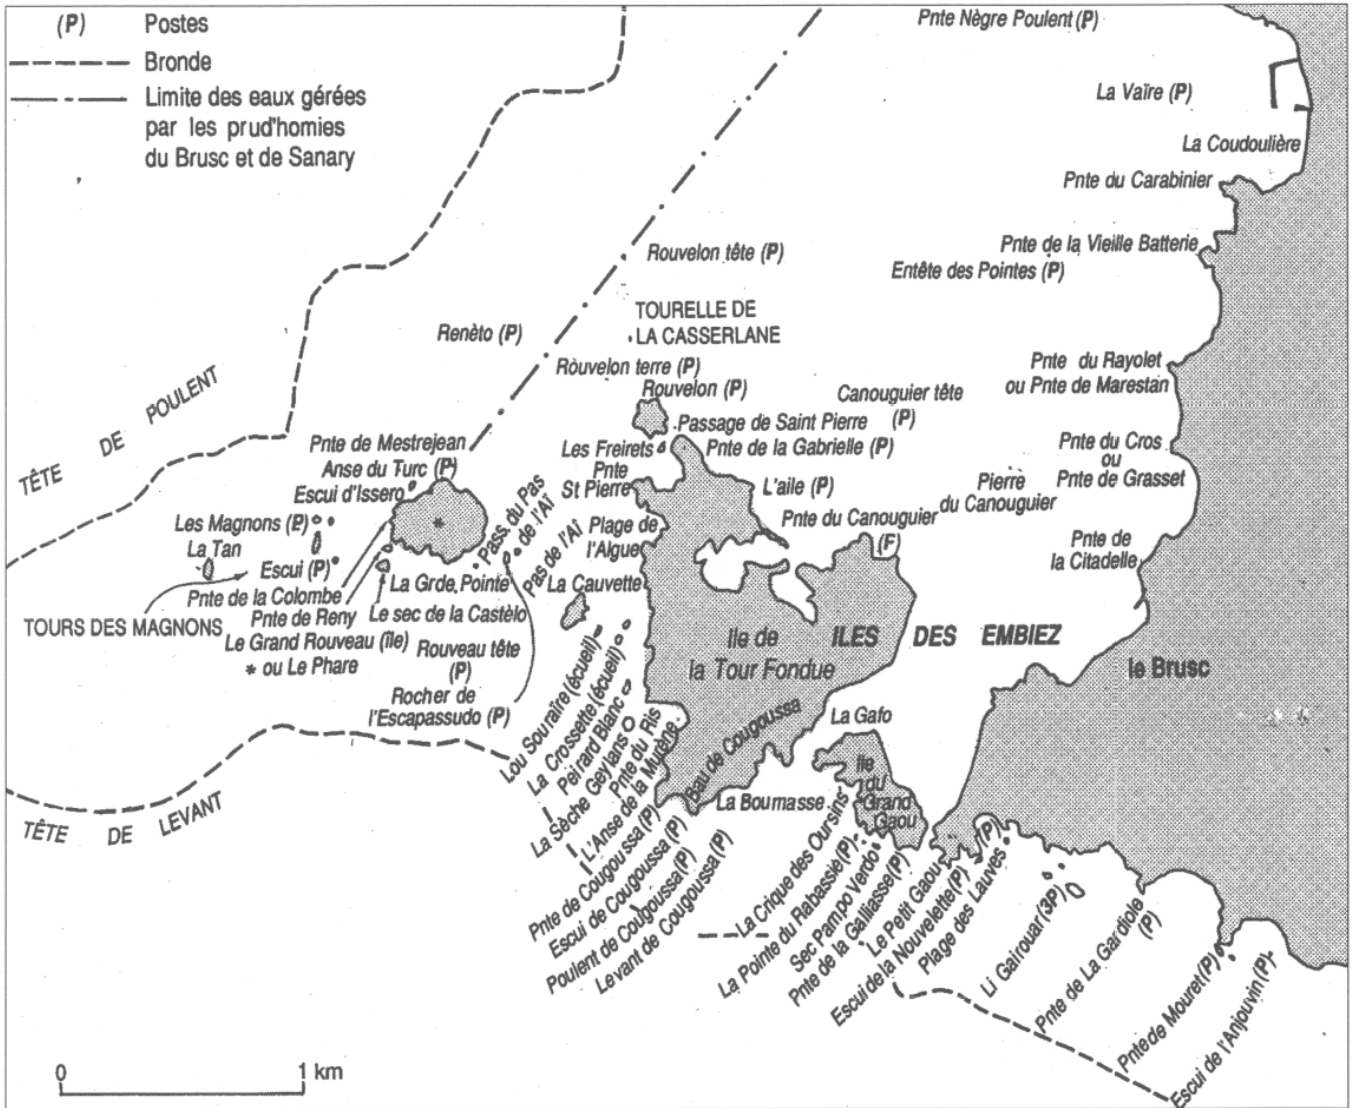 (P) Postes
Bronde
Limite des eaux gérées
par les prud'homies
du Brusc et de Sanary
Pnte Nègre Poulent (P)
La Vaïre (P)
La Coudoulière
Pnte du Carabinier
Pnte de la Vieille Batterie
Entête des Pointes (P)
Rouvelon tête (P)
TOURELLE DE
LA CASSERLANE
Renèto (P)
Rouvelon terre (P)
Rouvelon (P)
Pnte du Rayolet
ou Pnte de Marestan
Canouguier tête
(P)
Passage de Saint Pierre
Les Freirets
Pnte de la Gabrielle (P)
Pnte
St Pierre
Pnte du Cros
ou
Pnte de Grasset
L'aile (P)
Pierre
du Canouguier
Pnte du Canouguier
(F)
Pnte de
la Citadelle
TÊTE DE POULENT
Pnte de Mestrejean
Anse du Turc (P)
Escui d'Issero
Les Magnons (P)
La Tan
Escui (P)
Pnte de la Colombe
TOURS DES MAGNONS
Pnte de Reny
Le Grand Rouveau (île)
* ou Le Phare
*
La Grde Pointe
Le sec de la Castèlo
Pass. du Pas
de l'Aï
Pas de l'Aï
Plage de
l'Algue
La Cauvette
Rouveau tête
(P)
Rocher de
l'Escapassudo (P)
Ile de
la Tour Fondue
ILES DES EMBIEZ
le Brusc
TÊTE DE LEVANT
Lou Souraïre (écueil)
La Crossette (écueil)
Peirard Blanc
La Sèche Geylans
Pnte du Ris
L'Anse de la Murène
Pnte de Cougoussa (P)
Escui de Cougoussa (P)
Poulent de Cougoussa (P)
Levant de Cougoussa (P)
Bau de Cougoussa
La Boumasse
La Gafo
Ile
du
Grand
Gaou
La Crique des Oursins
La Pointe du Rabassié (P)
Sec Pampo Verdo
Pnte de la Galliasse (P)
Le Petit Gaou
Escui de la Nouvelette (P) (P)
Plage des Lauves
Li Gairouar (3P)
Pnte de La Gardiole
(P)
Pnte de Mouret (P)
Escui de l'Anjouvin (P)
0 1 km